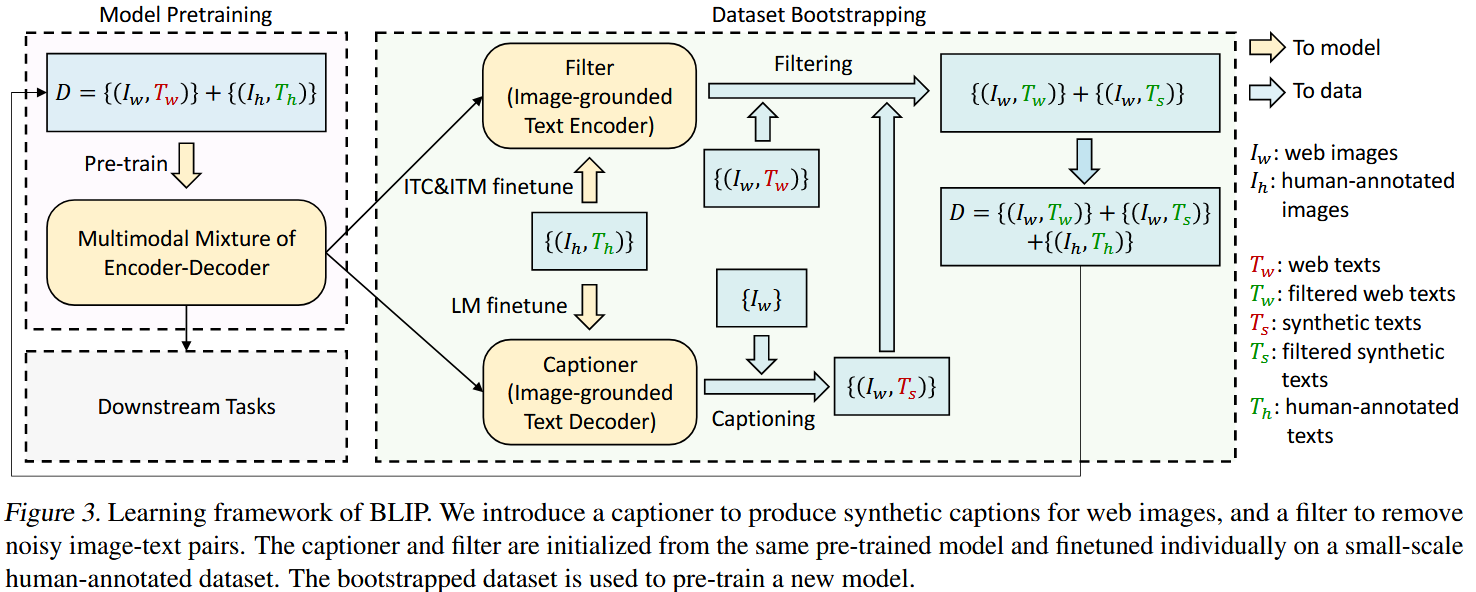 Model Pretraining
D = {(I_w, T_w)} + {(I_h, T_h)}
Pre-train
Multimodal Mixture of
Encoder-Decoder
Downstream Tasks
Dataset Bootstrapping
Filter
(Image-grounded
Text Encoder)
ITC&ITM finetune
{(I_h, T_h)}
LM finetune
Captioner
(Image-grounded
Text Decoder)
Filtering
{(I_w, T_w)}
{I_w}
Captioning
{(I_w, T_s)}
{(I_w, T_w)} + {(I_w, T_s)}
D = {(I_w, T_w)} + {(I_w, T_s)}
+{(I_h, T_h)}
To model
To data
I_w: web images
I_h: human-annotated
images
T_w: web texts
T_w: filtered web texts
T_s: synthetic texts
T_s: filtered synthetic
texts
T_h: human-annotated
texts
Figure 3. Learning framework of BLIP. We introduce a captioner to produce synthetic captions for web images, and a filter to remove
noisy image-text pairs. The captioner and filter are initialized from the same pre-trained model and finetuned individually on a small-scale
human-annotated dataset. The bootstrapped dataset is used to pre-train a new model.